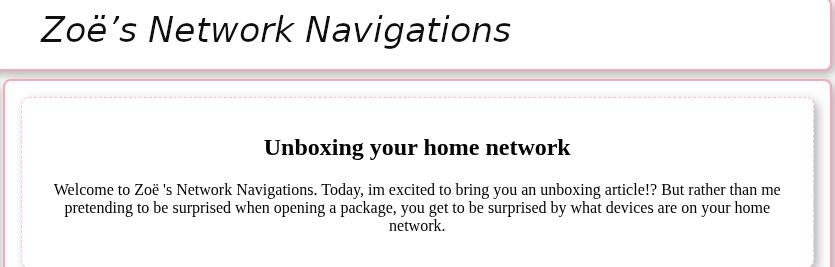 Zoë’s Network Navigations
Unboxing your home network
Welcome to Zoë 's Network Navigations. Today, im excited to bring you an unboxing article!? But rather than me
pretending to be surprised when opening a package, you get to be surprised by what devices are on your home
network.